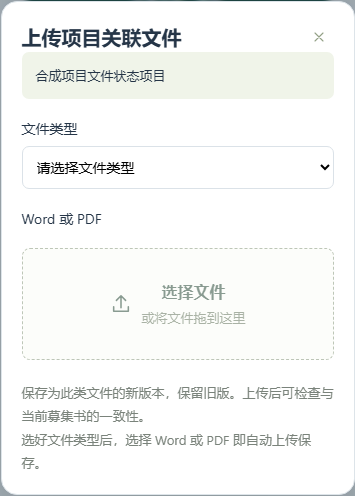 上传项目关联文件
合成项目文件状态项目
文件类型
请选择文件类型
Word 或 PDF
选择文件
或将文件拖到这里
保存为此类文件的新版本，保留旧版。上传后可检查与
当前募集书的一致性。
选好文件类型后，选择 Word 或 PDF 即自动上传保
存。